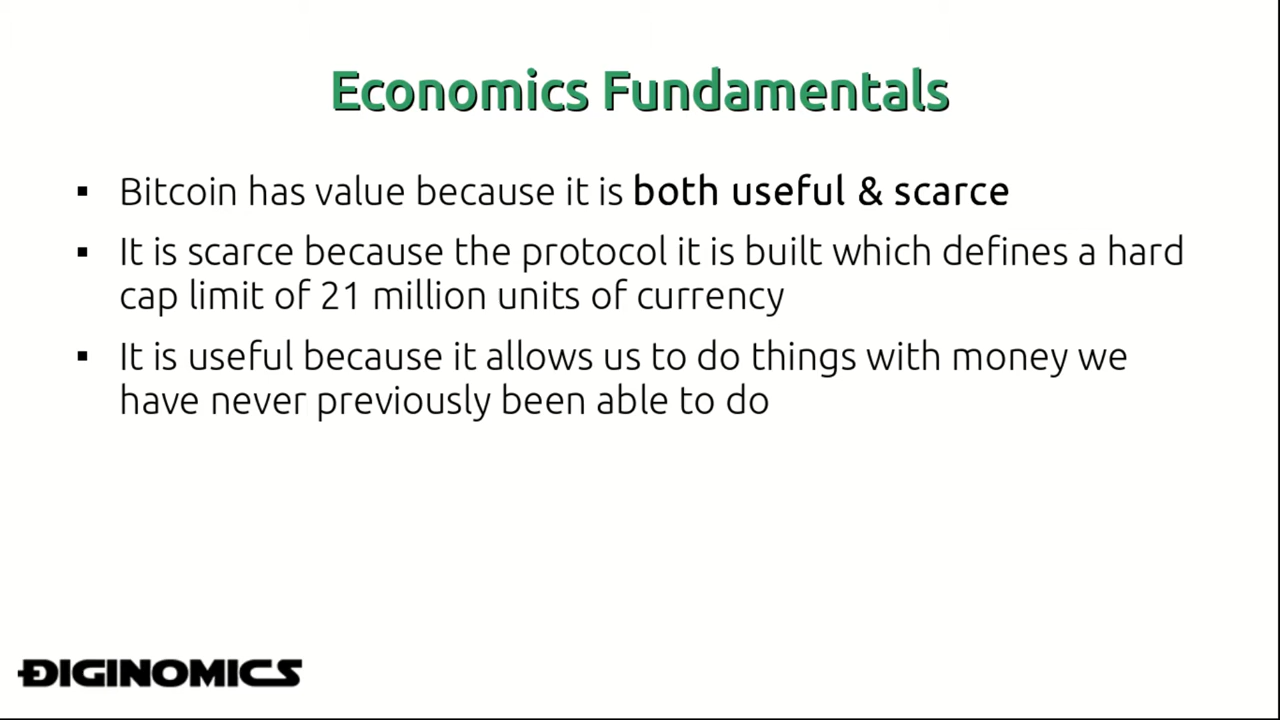 Economics Fundamentals
▪ Bitcoin has value because it is both useful & scarce
▪ It is scarce because the protocol it is built which defines a hard
cap limit of 21 million units of currency
▪ It is useful because it allows us to do things with money we
have never previously been able to do
ĐIGINOMICS